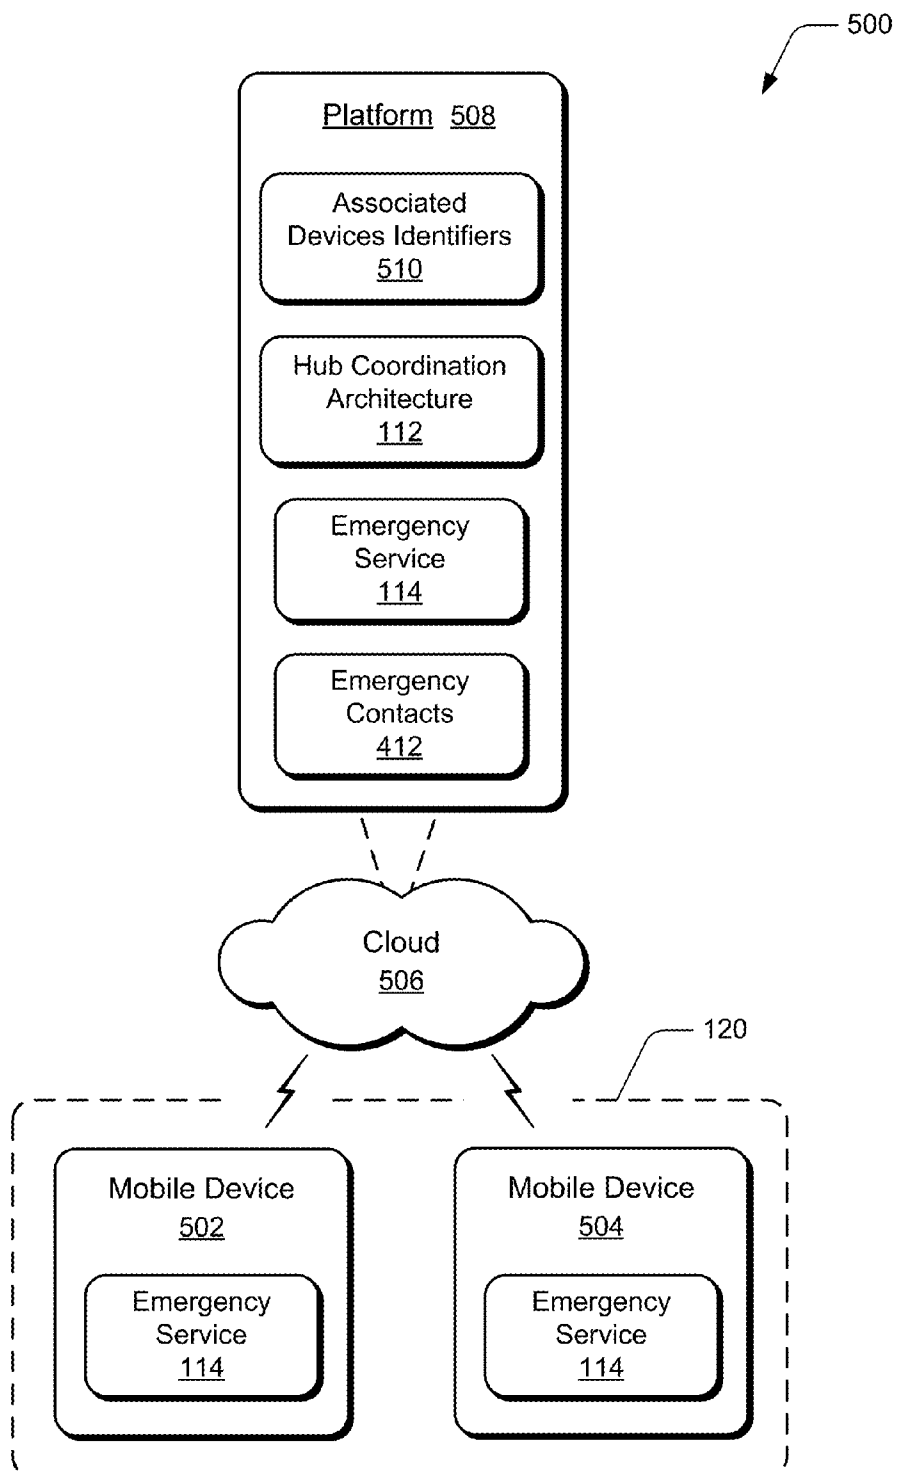 500
Platform 508
Associated
Devices Identifiers
510
Hub Coordination
Architecture
112
Emergency
Service
114
Emergency
Contacts
412
Cloud
506
120
Mobile Device
502
Emergency
Service
114
Mobile Device
504
Emergency
Service
114